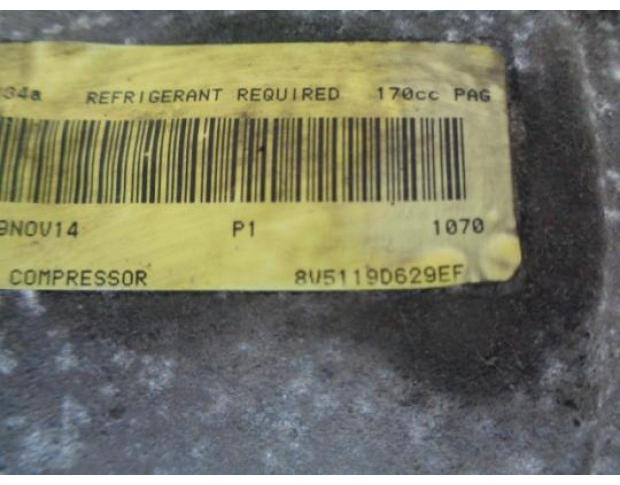 34a REFRIGERANT REQUIRED 170cc PAG
9NOV14 P1 1070
COMPRESSOR 8V5119D629EF